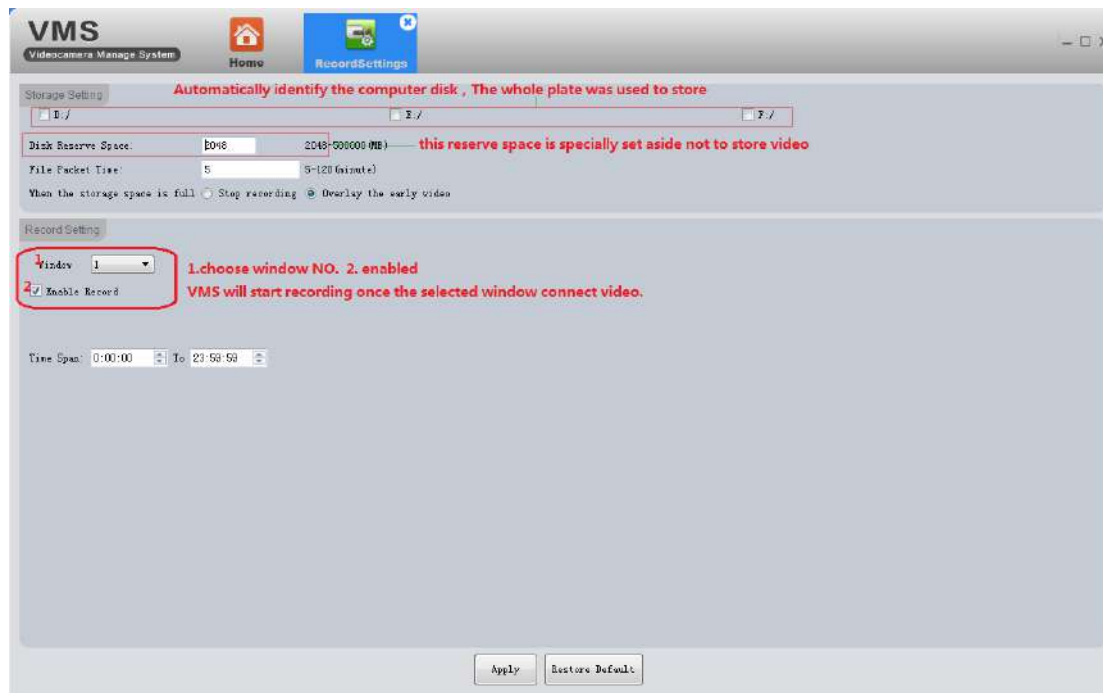 VMS
Videocamera Manage System
Home
RecordSettings
Storage Setting
Automatically identify the computer disk , The whole plate was used to store
D:/ E:/ F:/
Disk Reserve Space: 2048 2048-500000(MB) this reserve space is specially set aside not to store video
File Packet Time: 5 5-120(minute)
When the storage space is full Stop recording Overlay the early video
Record Setting
1 Window 1
1.choose window NO. 2. enabled
2 Enable Record
VMS will start recording once the selected window connect video.
Time Span: 0:00:00 To 23:59:59
Apply Restore Default